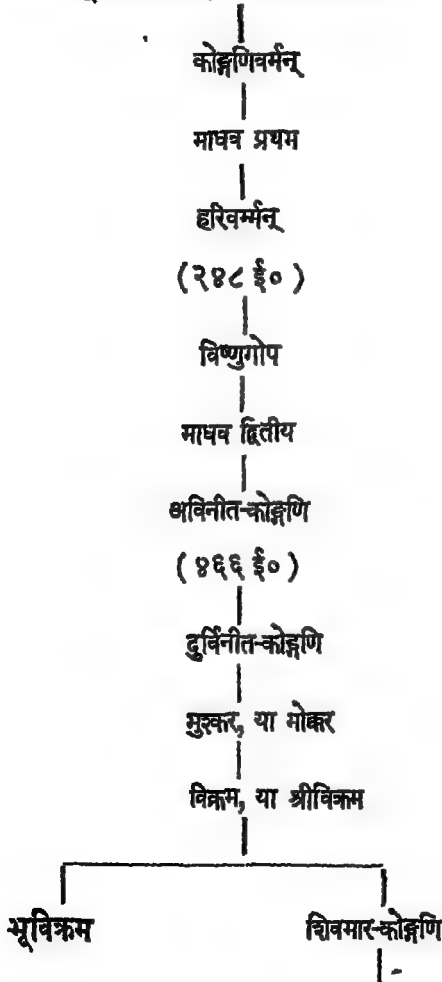 कोङ्गणिवर्मन्
माधव प्रथम
हरिवर्म्मन्
(२४८ ई०)
विष्णुगोप
माधव द्वितीय
अविनीत-कोङ्गणि
(४६६ ई०)
दुर्विनीत-कोङ्गणि
मुश्कर, या मोक्कर
विक्रम, या श्रीविक्रम
भूविक्रम शिवमार-कोङ्गणि